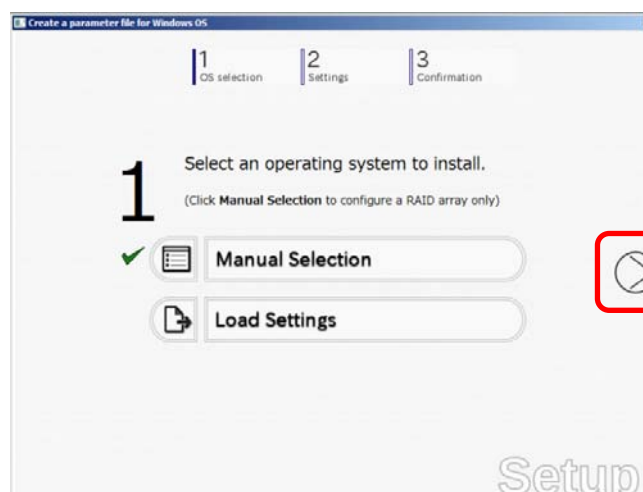 Create a parameter file for Windows OS
1
OS selection
2
Settings
3
Confirmation
1
Select an operating system to install.
(Click Manual Selection to configure a RAID array only)
Manual Selection
Load Settings
Setup